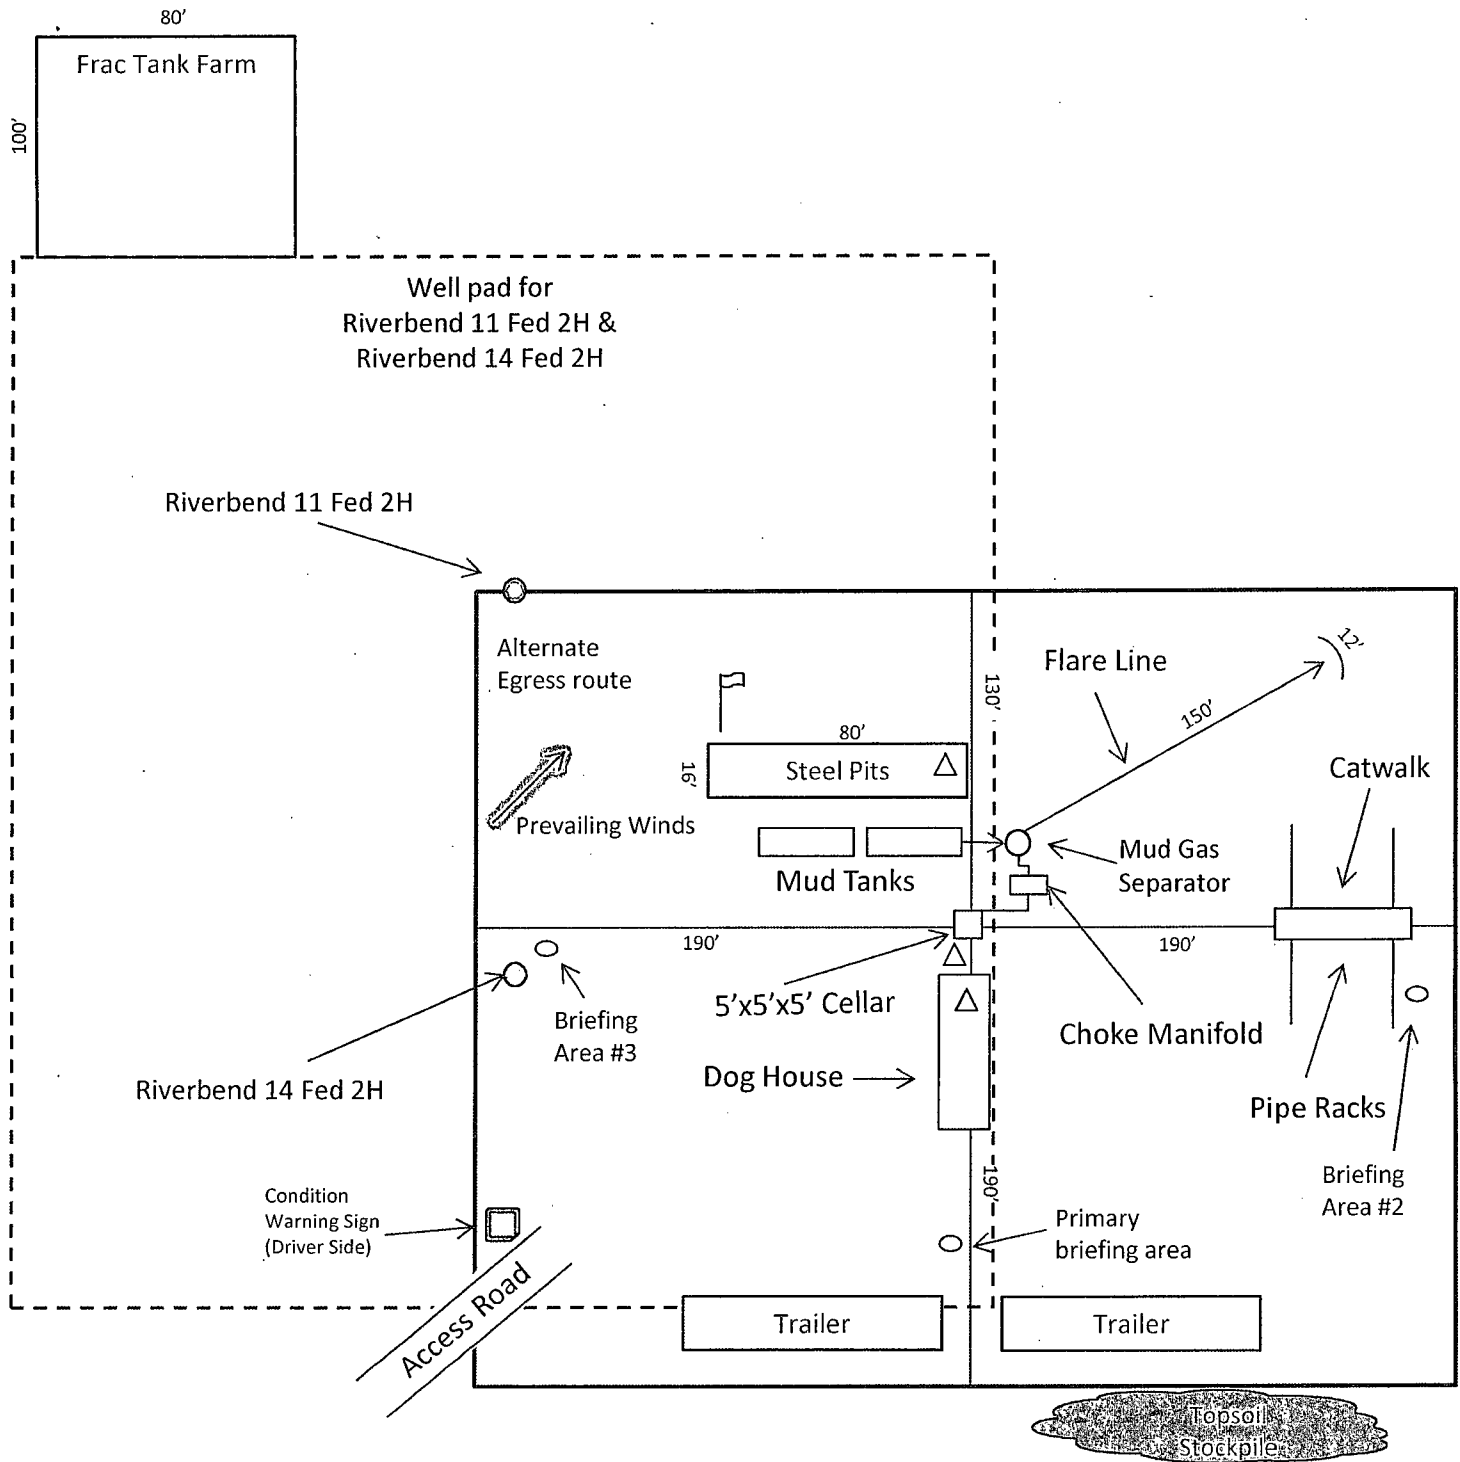 80’
Frac Tank Farm
100’
Well pad for
Riverbend 11 Fed 2H &
Riverbend 14 Fed 2H
Riverbend 11 Fed 2H
Alternate
Egress route
130’
Flare Line
12’
150’
80’
16’
Steel Pits
Catwalk
Prevailing Winds
Mud Tanks
Mud Gas
Separator
190’
190’
5’x5’x5’ Cellar
Briefing
Area #3
Choke Manifold
Dog House
Riverbend 14 Fed 2H
Pipe Racks
Briefing
Area #2
190’
Condition
Warning Sign
(Driver Side)
Primary
briefing area
Access Road
Trailer
Trailer
Topsoil
Stockpile